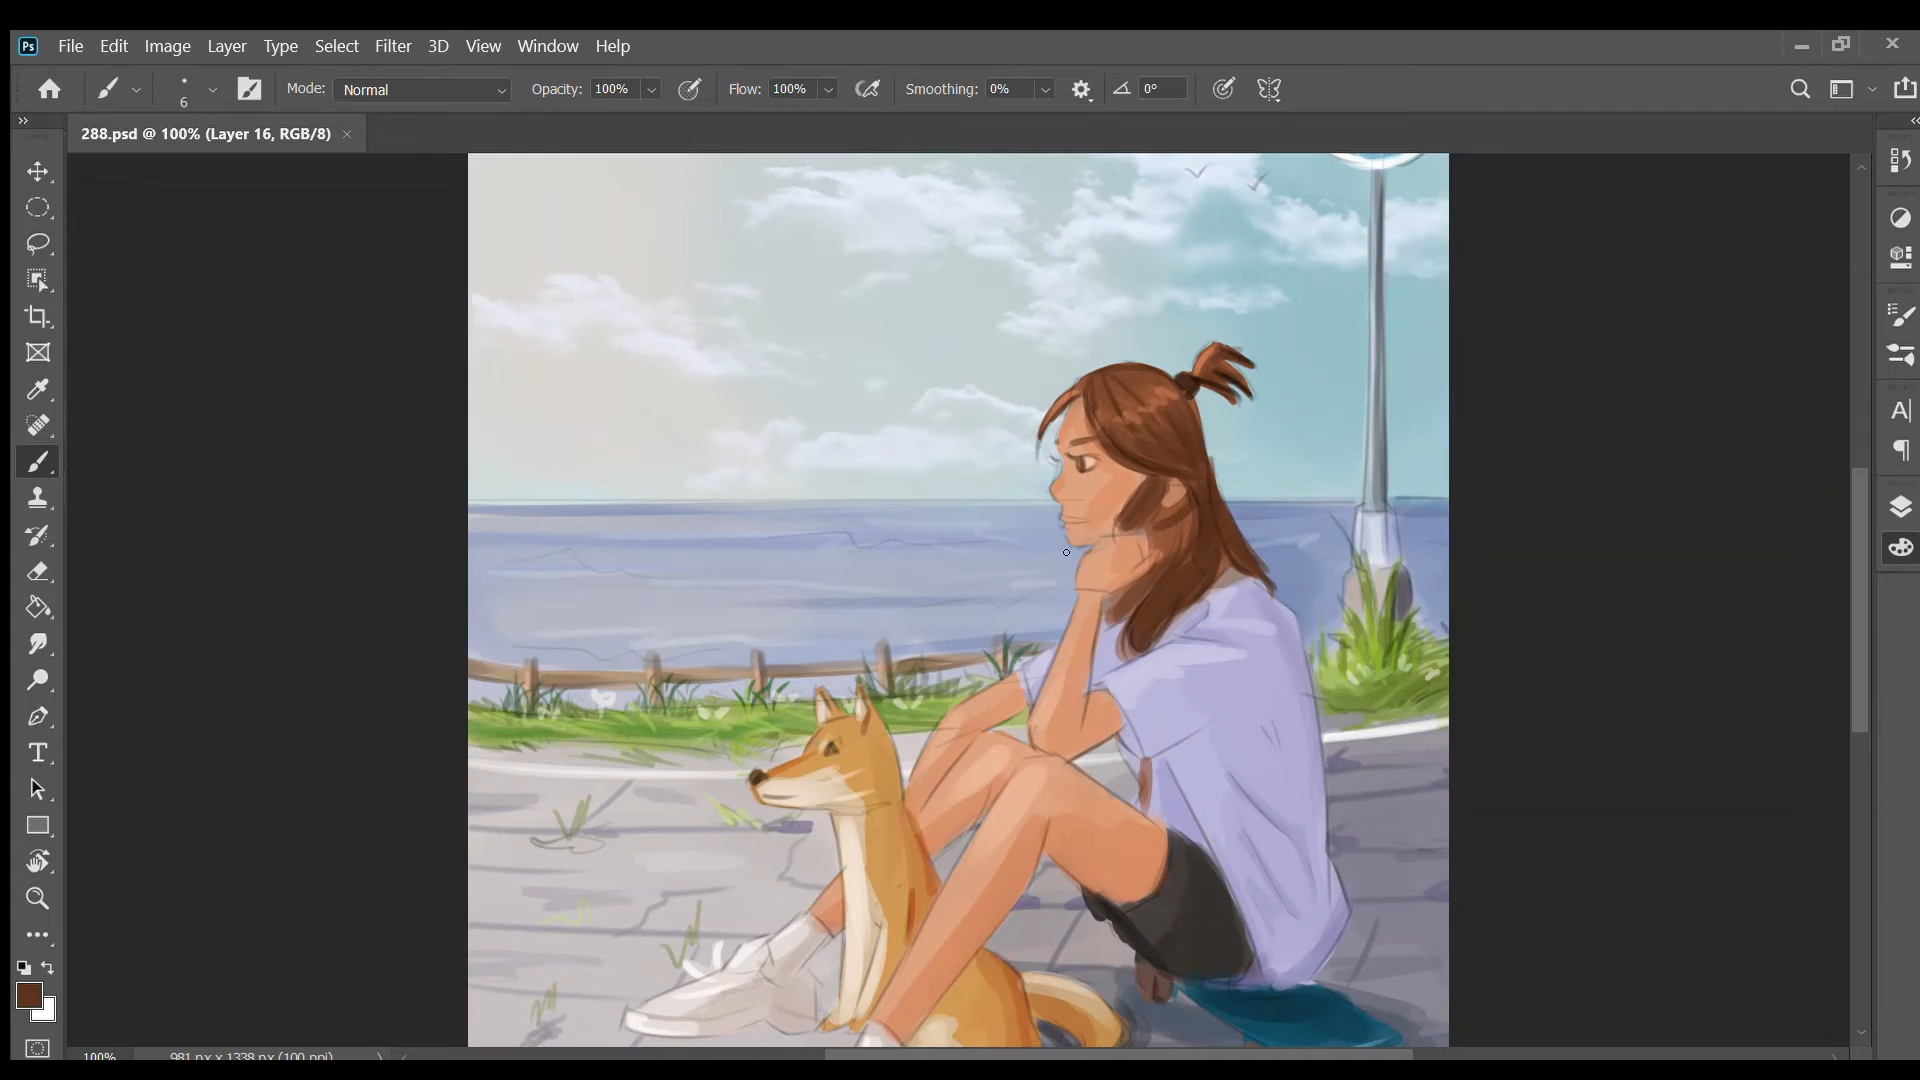 Ps File Edit Image Layer Type Select Filter 3D View Window Help
6 Mode: Normal Opacity: 100% Flow: 100% Smoothing: 0% 0°
288.psd @ 100% (Layer 16, RGB/8)
100% 981 px x 1338 px (100 ppi)